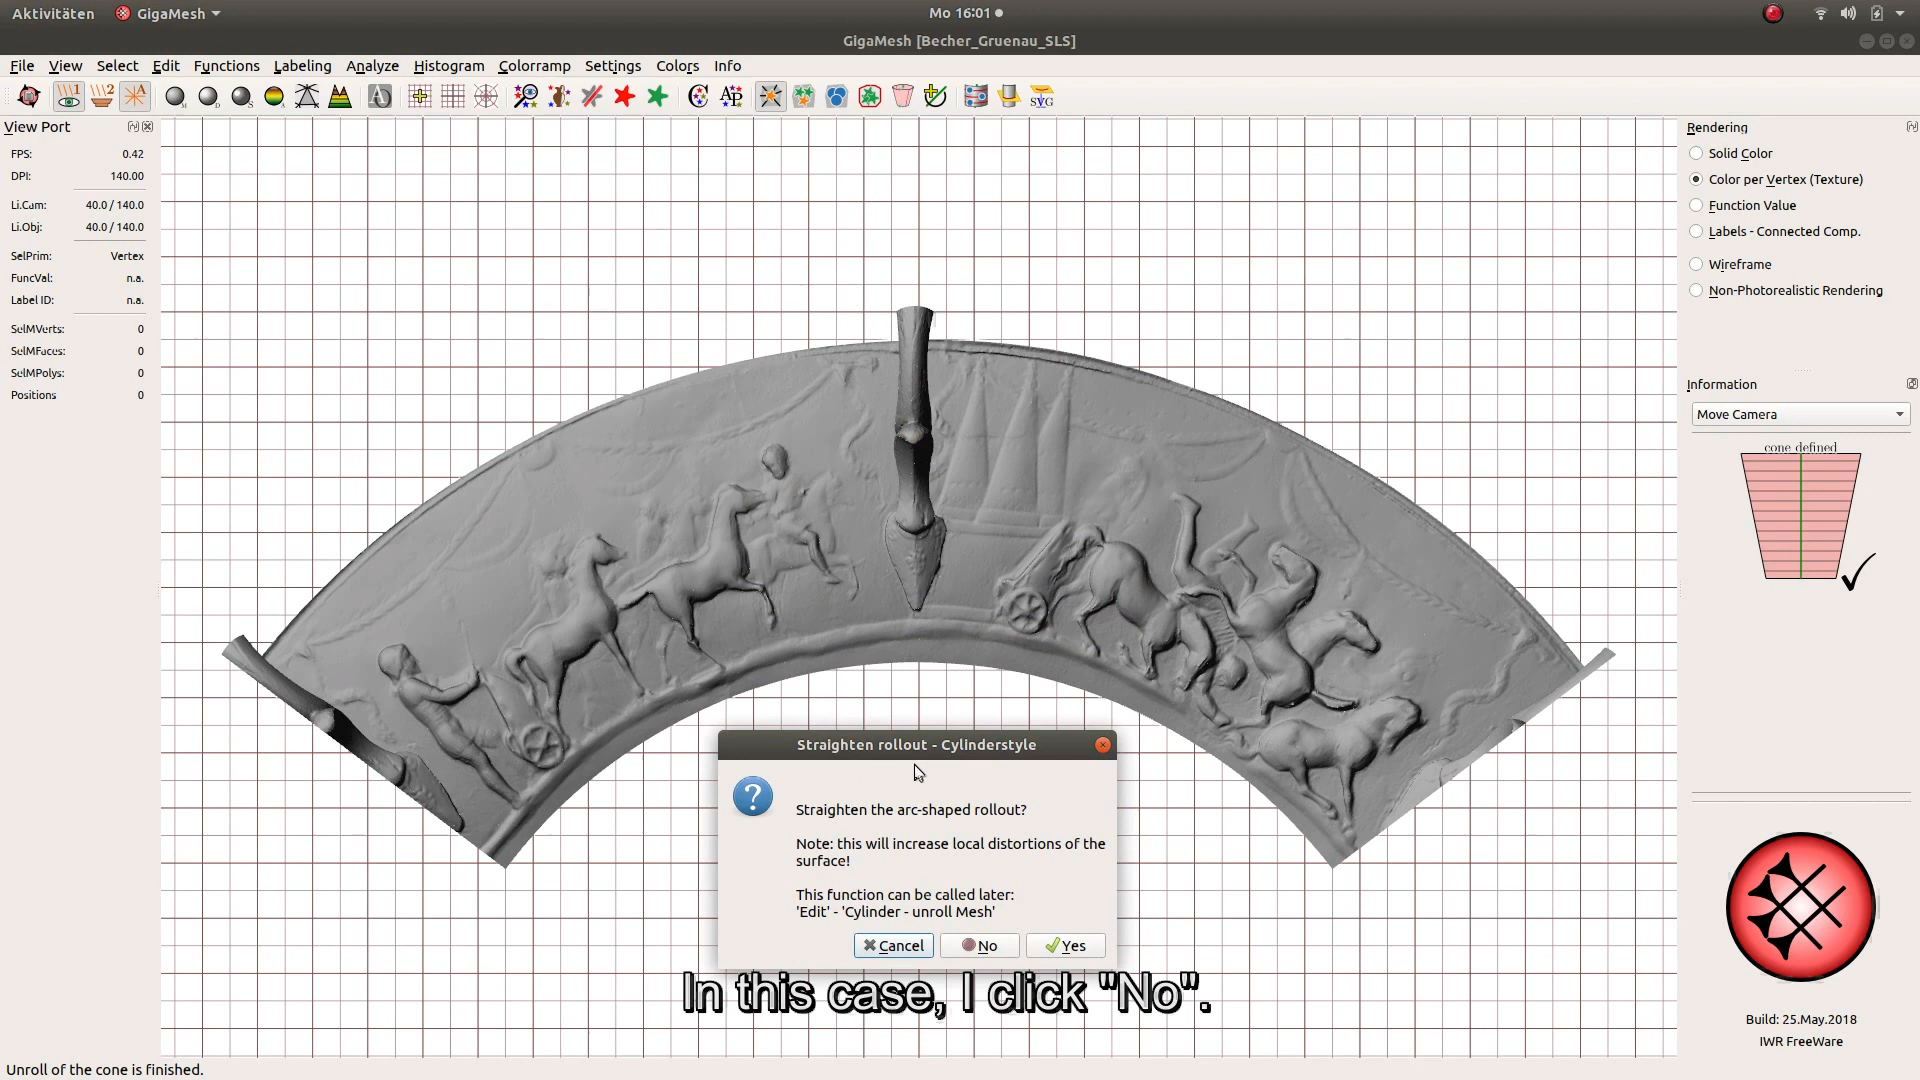 Aktivitäten GigaMesh Mo 16:01
GigaMesh [Becher_Gruenau_SLS]
File View Select Edit Functions Labeling Analyze Histogram Colorramp Settings Colors Info
1 2 A M D S A A AP SVG
View Port
FPS: 0.42
DPI: 140.00
Li.Cam: 40.0 / 140.0
Li.Obj: 40.0 / 140.0
SelPrim: Vertex
FuncVal: n.a.
Label ID: n.a.
SelMVerts: 0
SelMFaces: 0
SelMPolys: 0
Positions 0
Rendering
Solid Color
Color per Vertex (Texture)
Function Value
Labels - Connected Comp.
Wireframe
Non-Photorealistic Rendering
Information
Move Camera
cone defined
Straighten rollout - Cylinderstyle
Straighten the arc-shaped rollout?
Note: this will increase local distortions of the
surface!
This function can be called later:
'Edit' - 'Cylinder - unroll Mesh'
Cancel No Yes
In this case, I click "No".
Build: 25.May.2018
IWR FreeWare
Unroll of the cone is finished.